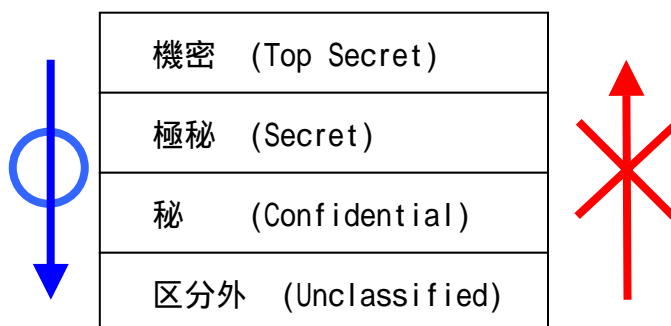 機密 (Top Secret)
極秘 (Secret)
秘 (Confidential)
区分外 (Unclassified)